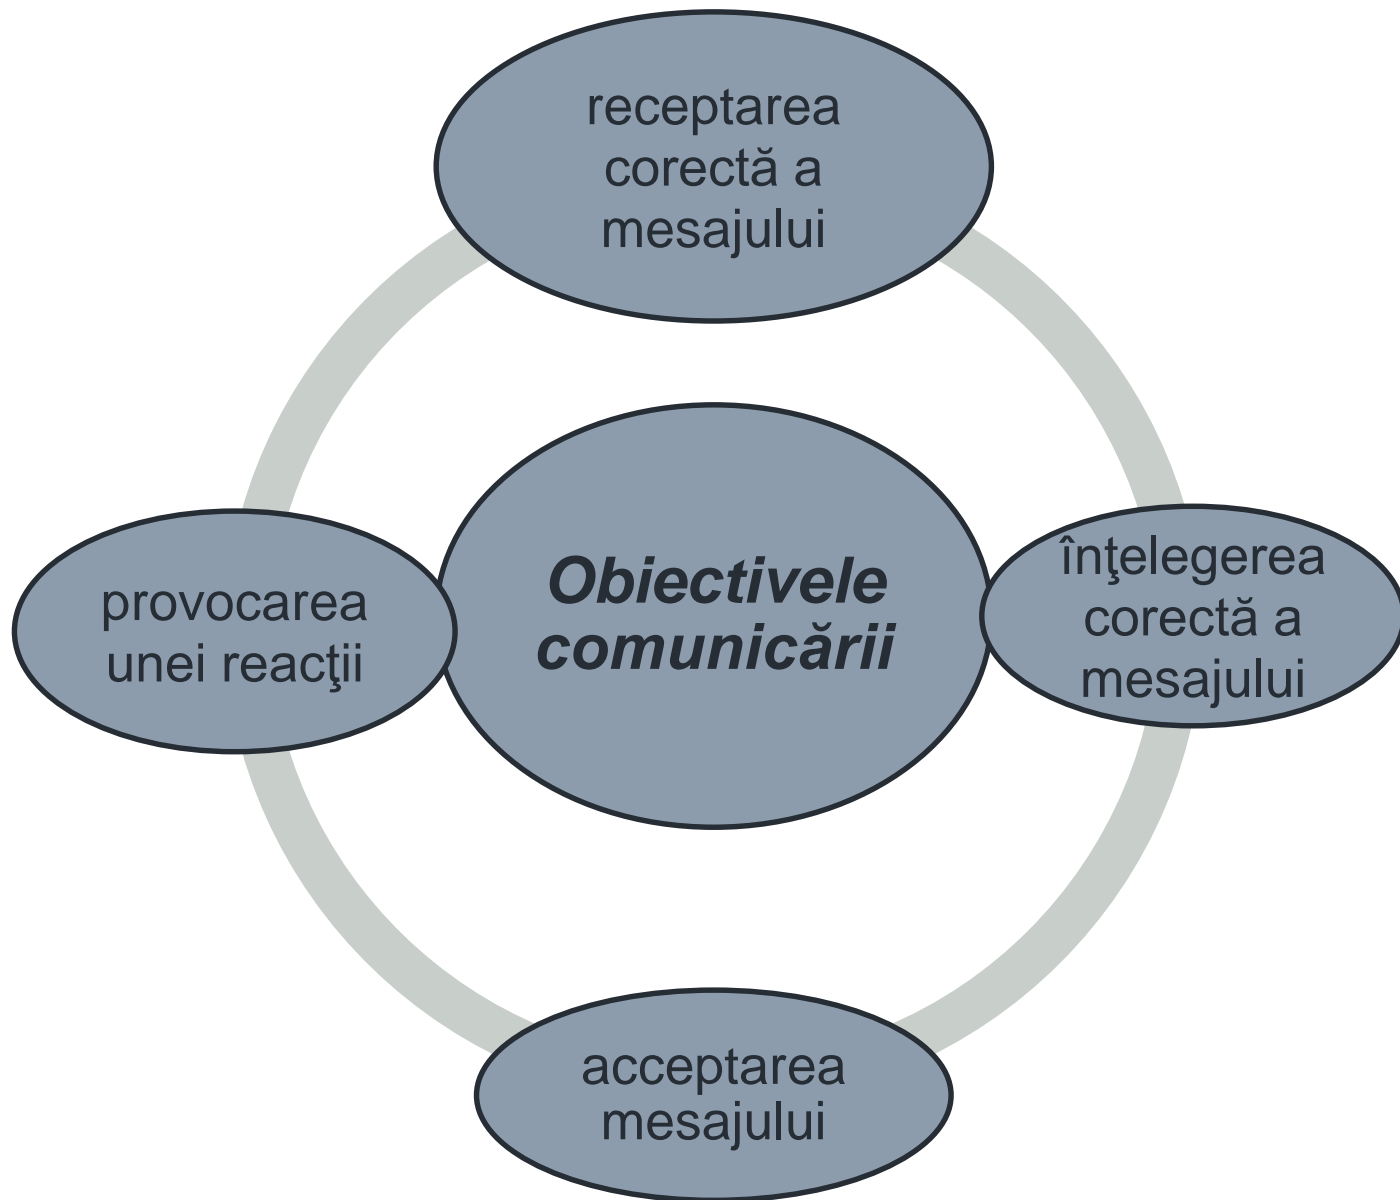 receptarea
corectă a
mesajului
Obiectivele
comunicării
înţelegerea
corectă a
mesajului
provocarea
unei reacţii
acceptarea
mesajului